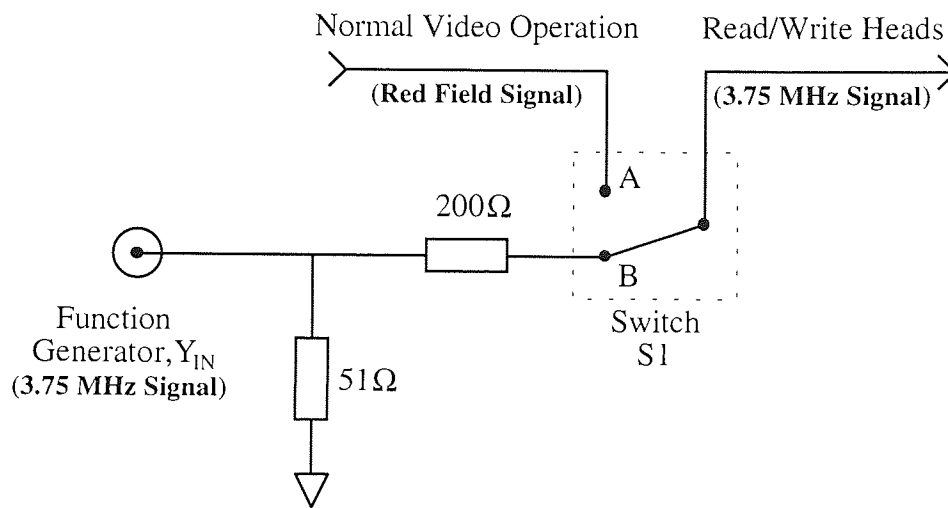 Normal Video Operation
Read/Write Heads
(Red Field Signal)
(3.75 MHz Signal)
A
200Ω
B
Function
Generator, Y_IN
(3.75 MHz Signal)
Switch
S1
51Ω